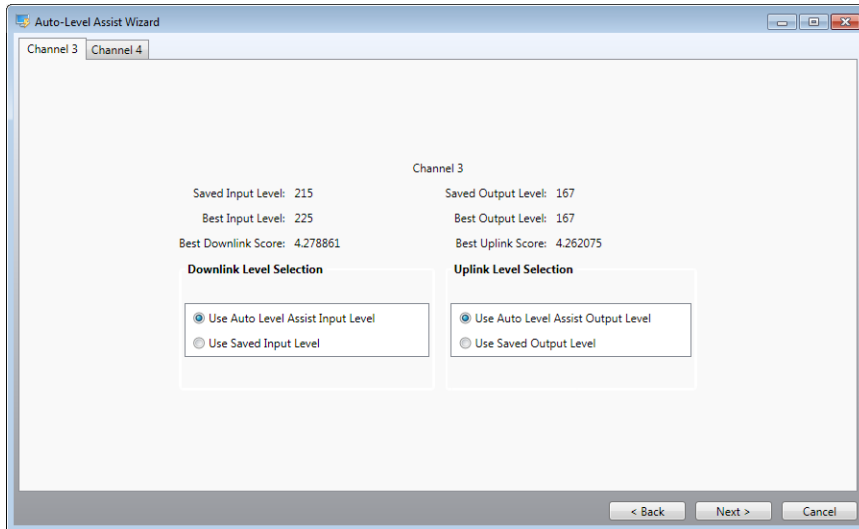 Auto-Level Assist Wizard
Channel 3
Channel 4
Channel 3
Saved Input Level: 215
Saved Output Level: 167
Best Input Level: 225
Best Output Level: 167
Best Downlink Score: 4.278861
Best Uplink Score: 4.262075
Downlink Level Selection
Uplink Level Selection
Use Auto Level Assist Input Level
Use Auto Level Assist Output Level
Use Saved Input Level
Use Saved Output Level
< Back
Next >
Cancel